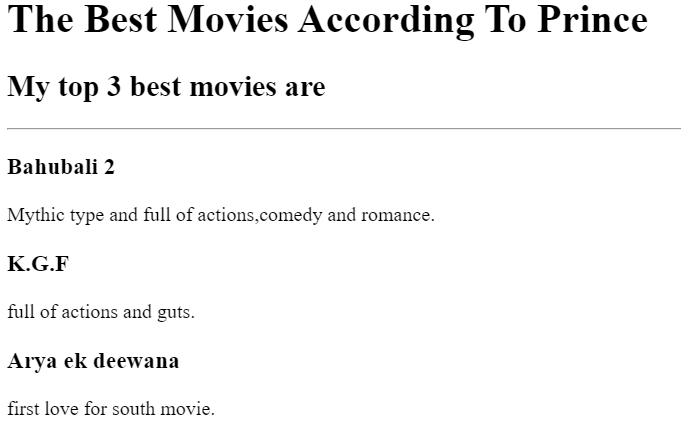 The Best Movies According To Prince
My top 3 best movies are
Bahubali 2
Mythic type and full of actions,comedy and romance.
K.G.F
full of actions and guts.
Arya ek deewana
first love for south movie.